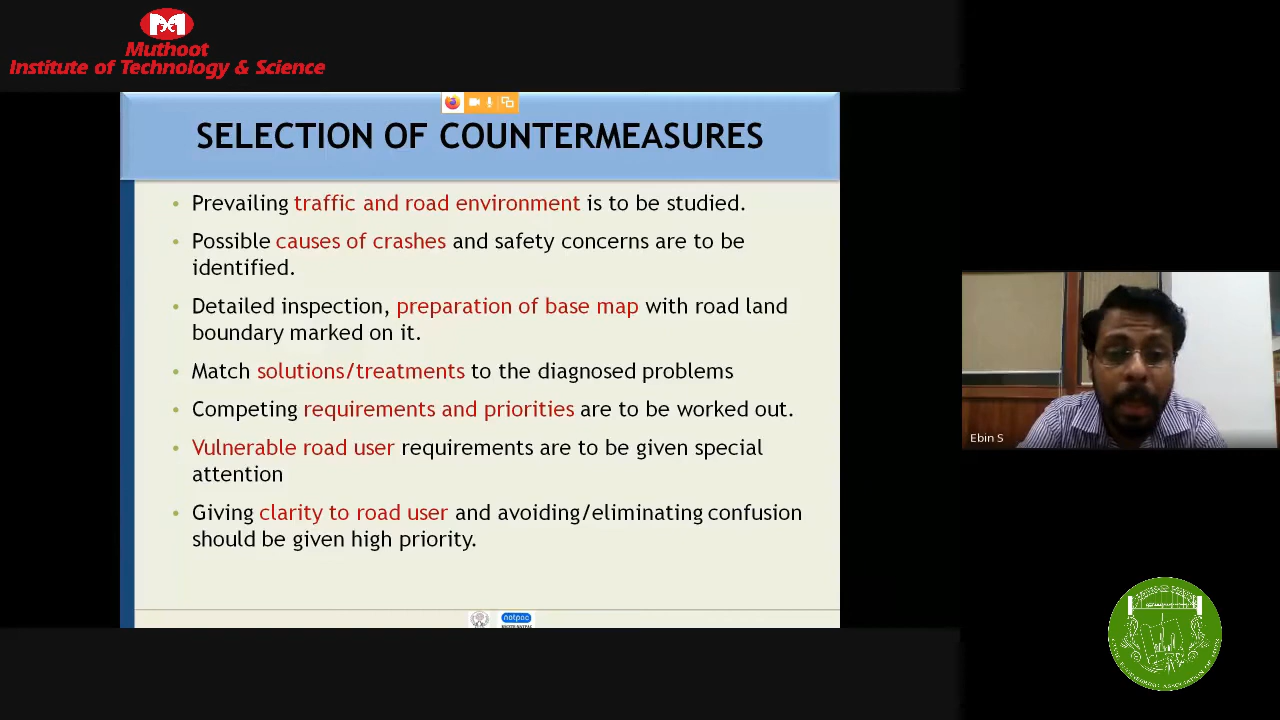 Muthoot
Institute of Technology & Science
SELECTION OF COUNTERMEASURES
• Prevailing traffic and road environment is to be studied.
• Possible causes of crashes and safety concerns are to be
identified.
• Detailed inspection, preparation of base map with road land
boundary marked on it.
• Match solutions/treatments to the diagnosed problems
• Competing requirements and priorities are to be worked out.
• Vulnerable road user requirements are to be given special
attention
• Giving clarity to road user and avoiding/eliminating confusion
should be given high priority.
natpac
Ebin S